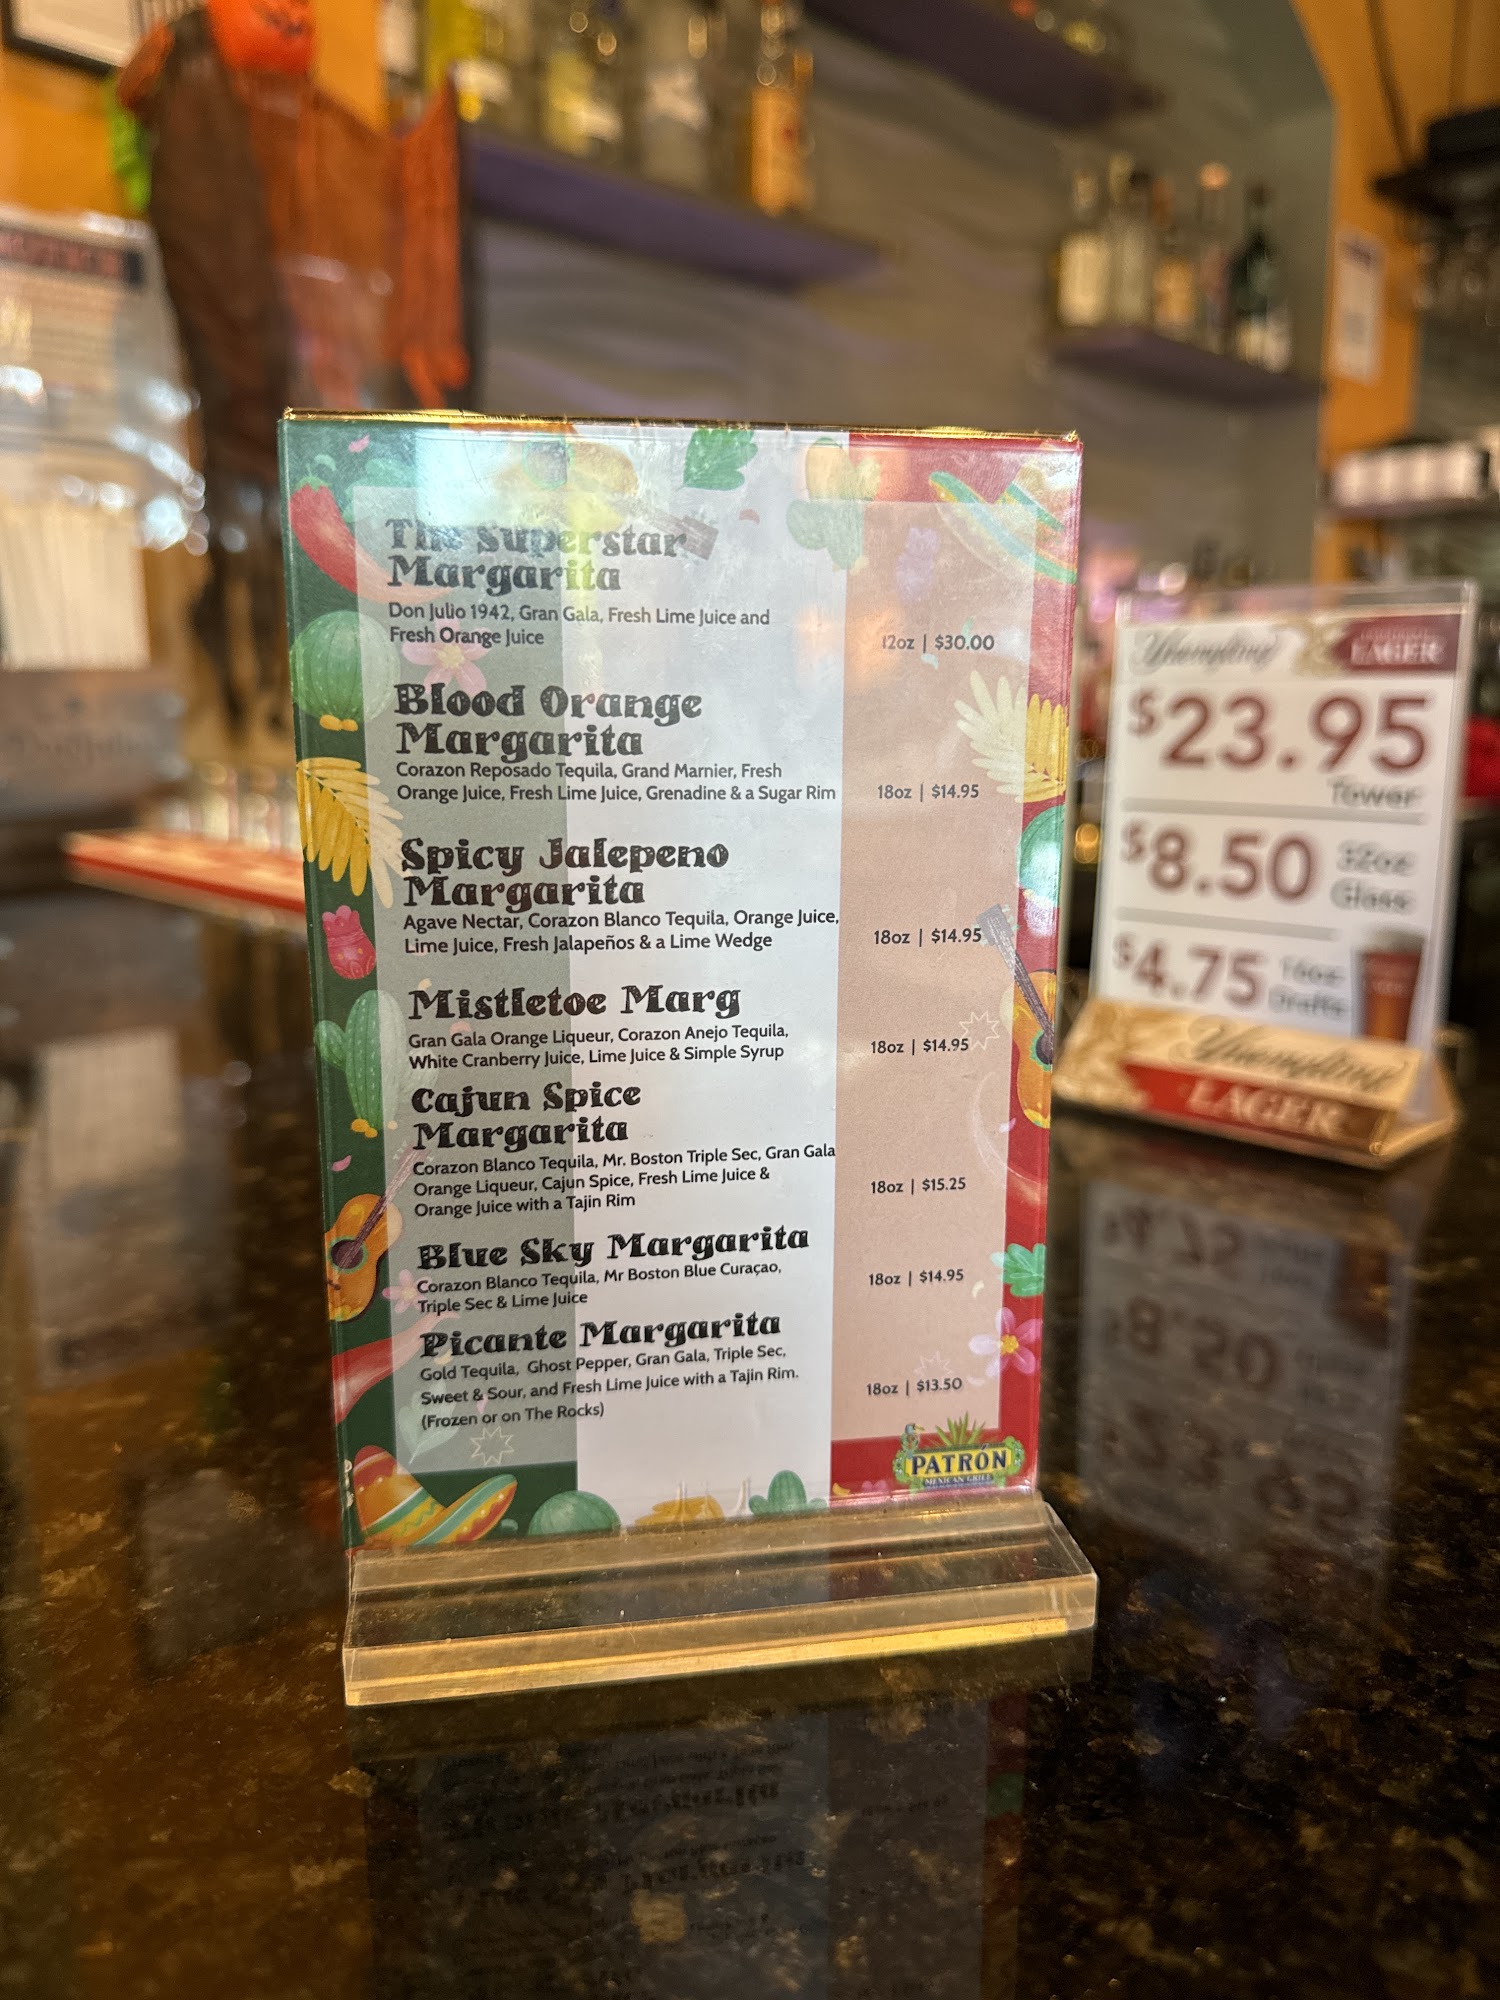 The Superstar
Margarita
Don Julio 1942, Gran Gala, Fresh Lime Juice and
Fresh Orange Juice
12oz | $30.00
Blood Orange
Margarita
Corazon Reposado Tequila, Grand Marnier, Fresh
Orange Juice, Fresh Lime Juice, Grenadine & a Sugar Rim
18oz | $14.95
Spicy Jalepeno
Margarita
Agave Nectar, Corazon Blanco Tequila, Orange Juice,
Lime Juice, Fresh Jalapeños & a Lime Wedge
18oz | $14.95
Mistletoe Marg
Gran Gala Orange Liqueur, Corazon Anejo Tequila,
White Cranberry Juice, Lime Juice & Simple Syrup
18oz | $14.95
Cajun Spice
Margarita
Corazon Blanco Tequila, Mr. Boston Triple Sec, Gran Gala
Orange Liqueur, Cajun Spice, Fresh Lime Juice &
Orange Juice with a Tajin Rim
18oz | $15.25
Blue Sky Margarita
Corazon Blanco Tequila, Mr Boston Blue Curaçao,
Triple Sec & Lime Juice
18oz | $14.95
Picante Margarita
Gold Tequila, Ghost Pepper, Gran Gala, Triple Sec,
Sweet & Sour, and Fresh Lime Juice with a Tajin Rim.
(Frozen or on The Rocks)
18oz | $13.50
PATRÓN
MEXICAN GRILL
Yuengling
LAGER
$23.95
Tower
$8.50 32oz
Glass
$4.75 16oz
Drafts
Yuengling
LAGER